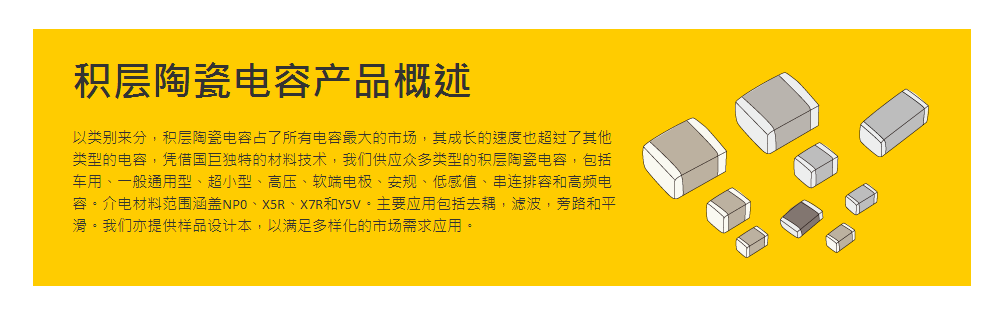 积层陶瓷电容产品概述
以类别来分，积层陶瓷电容占了所有电容最大的市场，其成长的速度也超过了其他
类型的电容，凭借国巨独特的材料技术，我们供应众多类型的积层陶瓷电容，包括
车用、一般通用型、超小型、高压、软端电极、安规、低感值、串连排容和高频电
容。介电材料范围涵盖NP0、X5R、X7R和Y5V。主要应用包括去耦，滤波，旁路和平
滑。我们亦提供样品设计本，以满足多样化的市场需求应用。